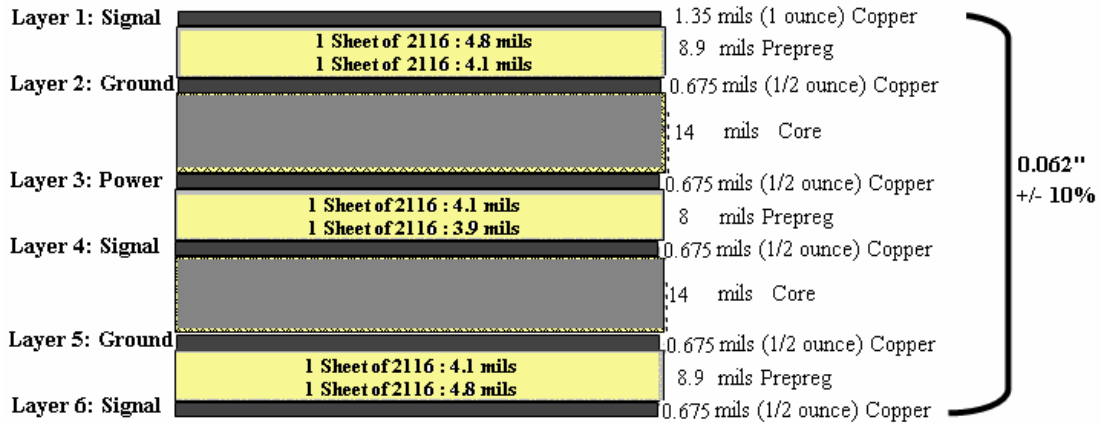 Layer 1: Signal 1.35 mils (1 ounce) Copper
1 Sheet of 2116 : 4.8 mils 8.9 mils Prepreg
1 Sheet of 2116 : 4.1 mils
Layer 2: Ground 0.675 mils (1/2 ounce) Copper
14 mils Core
Layer 3: Power 0.675 mils (1/2 ounce) Copper
1 Sheet of 2116 : 4.1 mils 8 mils Prepreg
1 Sheet of 2116 : 3.9 mils
Layer 4: Signal 0.675 mils (1/2 ounce) Copper
14 mils Core
Layer 5: Ground 0.675 mils (1/2 ounce) Copper
1 Sheet of 2116 : 4.1 mils 8.9 mils Prepreg
1 Sheet of 2116 : 4.8 mils
Layer 6: Signal 0.675 mils (1/2 ounce) Copper
0.062"
+/- 10%